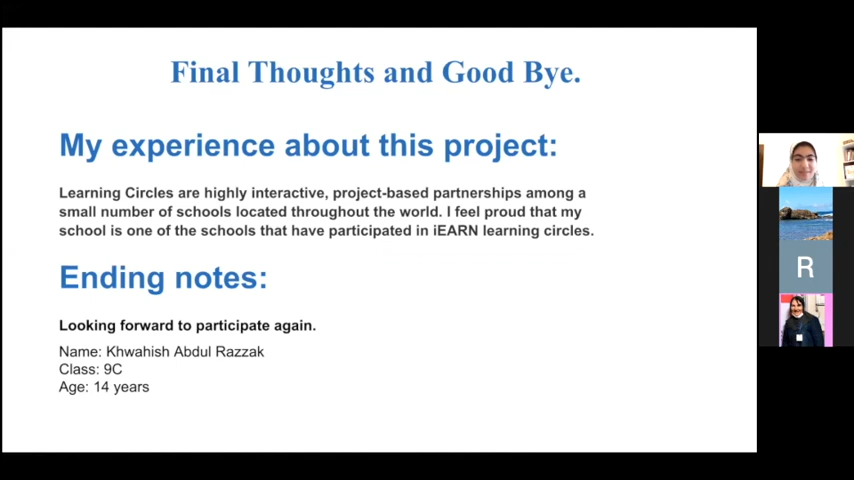 Final Thoughts and Good Bye.
My experience about this project:
Learning Circles are highly interactive, project-based partnerships among a
small number of schools located throughout the world. I feel proud that my
school is one of the schools that have participated in iEARN learning circles.
Ending notes:
Looking forward to participate again.
Name: Khwahish Abdul Razzak
Class: 9C
Age: 14 years
R